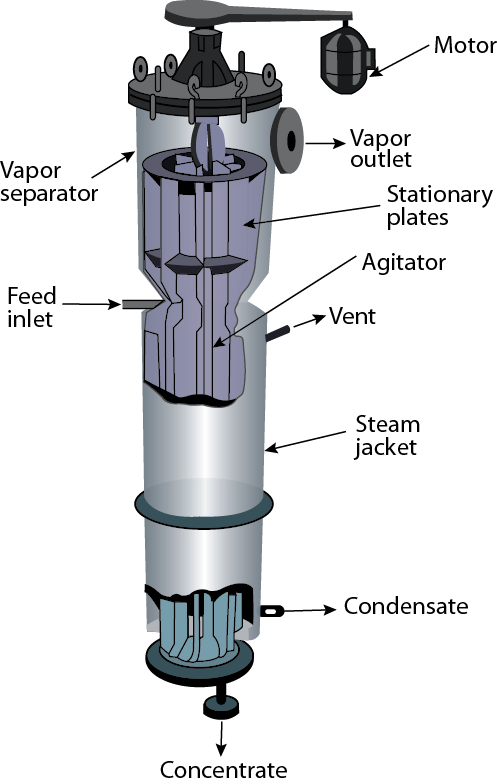 Motor
Vapor
outlet
Vapor
separator
Stationary
plates
Agitator
Feed
inlet
Vent
Steam
jacket
Condensate
Concentrate